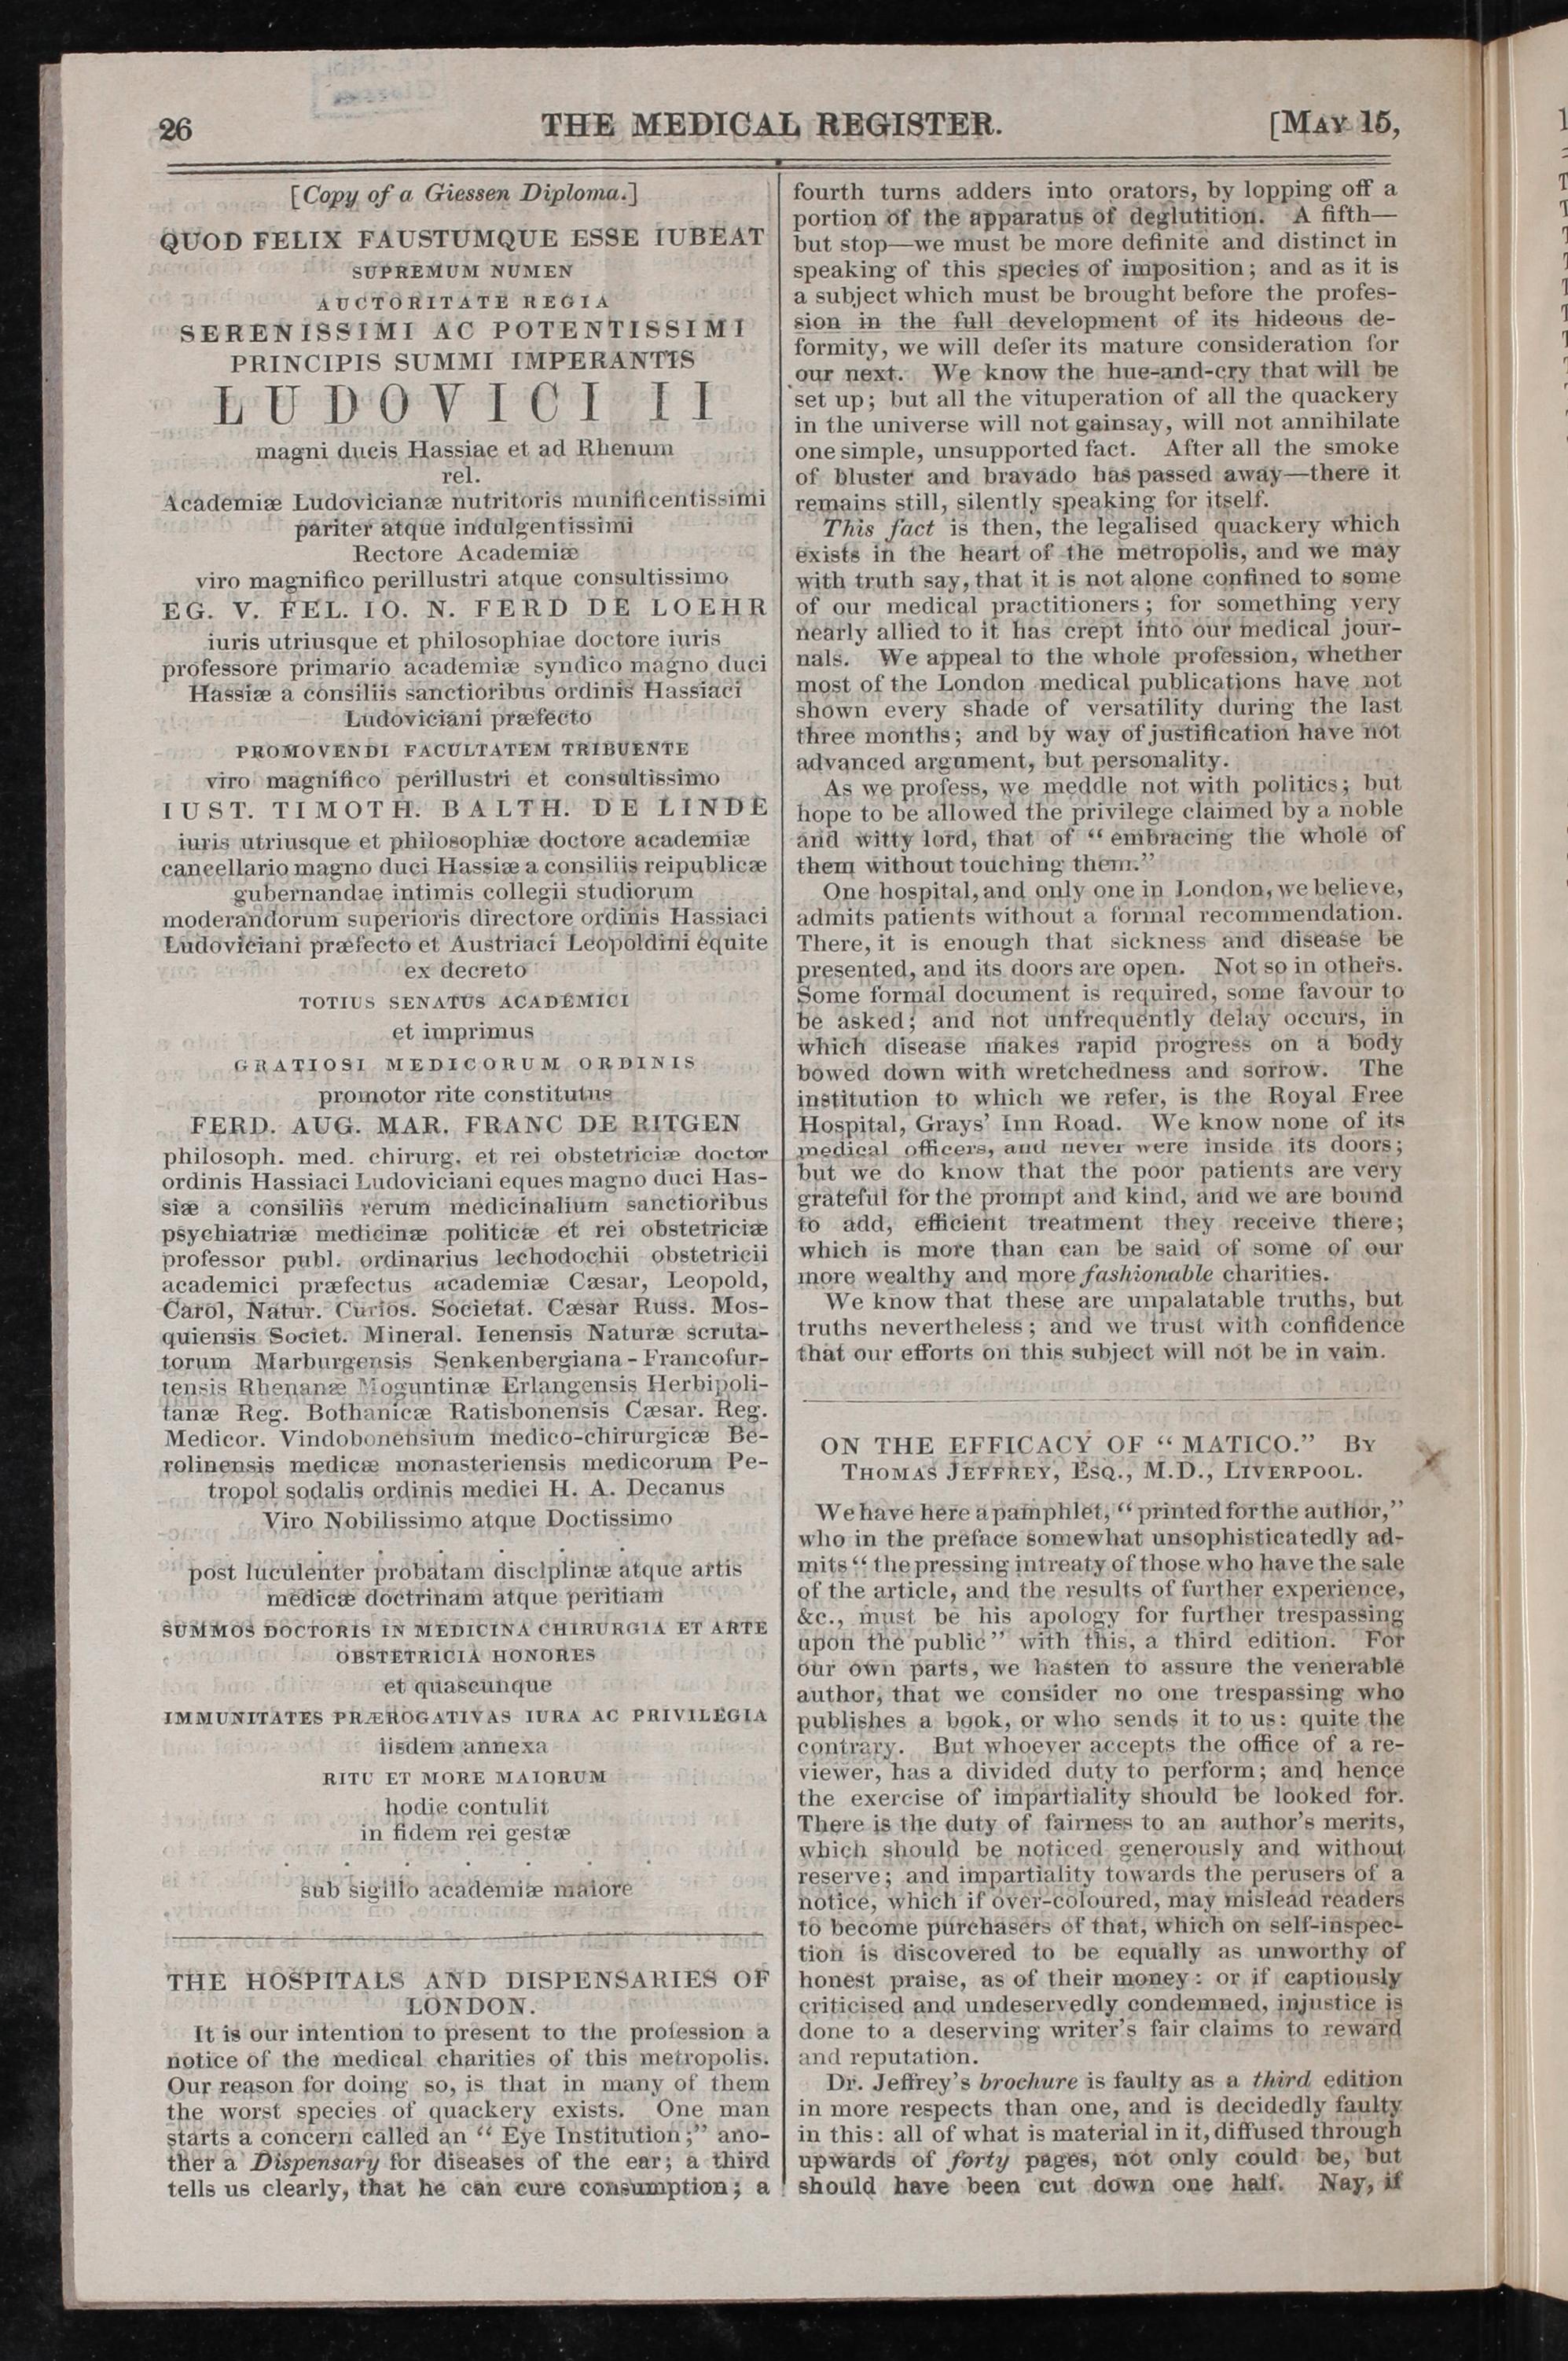 26
THE MEDICAL REGISTER.
[MAY 15,
[Copy of a Giessen Diploma.]
QUOD FELIX FAUSTUMQUE ESSE IUBEAT
SUPREMUM NUMEN
AUCTORITATE REGIA
SERENISSIMI AC POTENTISSIMI
PRINCIPIS SUMMI IMPERANTIS
LUDOVICI II
magni ducis Hassiae et ad Rhenum
rel.
Academiæ Ludovicianæ nutritoris munificentissimi
pariter atque indulgentissimi
Rectore Academiæ
viro magnifico perillustri atque consultissimo
EG. V. FEL. IO. N. FERD DE LOEHR
iuris utriusque et philosophiae doctore iuris
professore primario academiæ syndico magno duci
Hassiæ a consiliis sanctioribus ordinis Hassiaci
Ludoviciani præfecto
PROMOVENDI FACULTATEM TRIBUENTE
viro magnifico perillustri et consultissimo
IUST. TIMOTH. BALTH. DE LINDE
iuris utriusque et philosophiæ doctore academiæ
cancellario magno duci Hassiæ a consiliis reipublicæ
gubernandae intimis collegii studiorum
moderandorum superioris directore ordinis Hassiaci
Ludoviciani præfecto et Austriaci Leopoldini equite
ex decreto
TOTIUS SENATUS ACADEMICI
et imprimus
GRATIOSI MEDICORUM ORDINIS
promotor rite constitutus
FERD. AUG. MAR. FRANC DE RITGEN
philosoph. med. chirurg. et rei obstetriciæ doctor
ordinis Hassiaci Ludoviciani eques magno duci Has-
siæ a consiliis rerum medicinalium sanctioribus
psychiatriæ medicinæ politicæ et rei obstetriciæ
professor publ. ordinarius lechodochii obstetricii
academici præfectus academiæ Cæsar, Leopold,
Carol, Natur. Curios. Societat. Cæsar Russ. Mos-
quiensis Societ. Mineral. Ienensis Naturæ scruta-
torum Marburgensis Senkenbergiana-Francofur-
tensis Rhenanæ Moguntinæ Erlangensis Herbipoli-
tanæ Reg. Bothanicæ Ratisbonensis Cæsar. Reg.
Medicor. Vindobonensium medico-chirurgicæ Be-
rolinensis medicæ monasteriensis medicorum Pe-
tropol sodalis ordinis medici H. A. Decanus
Viro Nobilissimo atque Doctissimo
. . . . . . . .
post luculenter probatam disciplinæ atque artis
medicæ doctrinam atque peritiam
SUMMOS DOCTORIS IN MEDICINA CHIRURGIA ET ARTE
OBSTETRICIA HONORES
et quascunque
IMMUNITATES PRÆROGATIVAS IURA AC PRIVILEGIA
iisdem annexa
RITU ET MORE MAIORUM
hodie contulit
in fidem rei gestæ
. . . . . . .
sub sigillo academiæ maiore
THE HOSPITALS AND DISPENSARIES OF
LONDON.
It is our intention to present to the profession a
notice of the medical charities of this metropolis.
Our reason for doing so, is that in many of them
the worst species of quackery exists. One man
starts a concern called an “ Eye Institution;” ano-
ther a Dispensary for diseases of the ear; a third
tells us clearly, that he can cure consumption; a
fourth turns adders into orators, by lopping off a
portion of the apparatus of deglutition. A fifth—
but stop—we must be more definite and distinct in
speaking of this species of imposition; and as it is
a subject which must be brought before the profes-
sion in the full development of its hideous de-
formity, we will defer its mature consideration for
our next. We know the hue-and-cry that will be
set up; but all the vituperation of all the quackery
in the universe will not gainsay, will not annihilate
one simple, unsupported fact. After all the smoke
of bluster and bravado has passed away—there it
remains still, silently speaking for itself.
This fact is then, the legalised quackery which
exists in the heart of the metropolis, and we may
with truth say, that it is not alone confined to some
of our medical practitioners; for something very
nearly allied to it has crept into our medical jour-
nals. We appeal to the whole profession, whether
most of the London medical publications have not
shown every shade of versatility during the last
three months; and by way of justification have not
advanced argument, but personality.
As we profess, we meddle not with politics; but
hope to be allowed the privilege claimed by a noble
and witty lord, that of “ embracing the whole of
them without touching them.”
One hospital, and only one in London, we believe,
admits patients without a formal recommendation.
There, it is enough that sickness and disease be
presented, and its doors are open. Not so in others.
Some formal document is required, some favour to
be asked; and not unfrequently delay occurs, in
which disease makes rapid progress on a body
bowed down with wretchedness and sorrow. The
institution to which we refer, is the Royal Free
Hospital, Grays’ Inn Road. We know none of its
medical officers, and never were inside its doors;
but we do know that the poor patients are very
grateful for the prompt and kind, and we are bound
to add, efficient treatment they receive there;
which is more than can be said of some of our
more wealthy and more fashionable charities.
We know that these are unpalatable truths, but
truths nevertheless; and we trust with confidence
that our efforts on this subject will not be in vain.
ON THE EFFICACY OF “ MATICO.” BY
THOMAS JEFFREY, ESQ., M.D., LIVERPOOL.
We have here a pamphlet, “ printed for the author,”
who in the preface somewhat unsophisticatedly ad-
mits “ the pressing intreaty of those who have the sale
of the article, and the results of further experience,
&c., must be his apology for further trespassing
upon the public” with this, a third edition. For
our own parts, we hasten to assure the venerable
author, that we consider no one trespassing who
publishes a book, or who sends it to us: quite the
contrary. But whoever accepts the office of a re-
viewer, has a divided duty to perform; and hence
the exercise of impartiality should be looked for.
There is the duty of fairness to an author’s merits,
which should be noticed generously and without
reserve; and impartiality towards the perusers of a
notice, which if over-coloured, may mislead readers
to become purchasers of that, which on self-inspec-
tion is discovered to be equally as unworthy of
honest praise, as of their money: or if captiously
criticised and undeservedly condemned, injustice is
done to a deserving writer’s fair claims to reward
and reputation.
Dr. Jeffrey’s brochure is faulty as a third edition
in more respects than one, and is decidedly faulty
in this: all of what is material in it, diffused through
upwards of forty pages, not only could be, but
should have been cut down one half. Nay, if